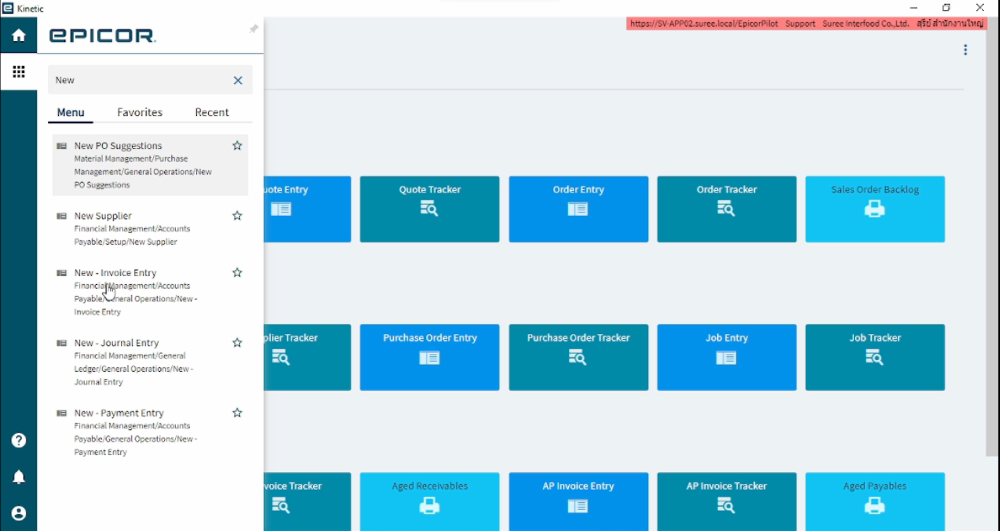 Kinetic
https://SV-APP02.suree.local/EpicorPilot Support Suree Interfood Co.,Ltd. สุรีย์ สำนักงานใหญ่
EPICOR
New
Menu Favorites Recent
New PO Suggestions
Material Management/Purchase
Management/General Operations/New
PO Suggestions
New Supplier
Financial Management/Accounts
Payable/Setup/New Supplier
New - Invoice Entry
Financial Management/Accounts
Payable/General Operations/New -
Invoice Entry
New - Journal Entry
Financial Management/General
Ledger/General Operations/New -
Journal Entry
New - Payment Entry
Financial Management/Accounts
Payable/General Operations/New -
Payment Entry
uote Entry Quote Tracker Order Entry Order Tracker Sales Order Backlog
plier Tracker Purchase Order Entry Purchase Order Tracker Job Entry Job Tracker
voice Tracker Aged Receivables AP Invoice Entry AP Invoice Tracker Aged Payables